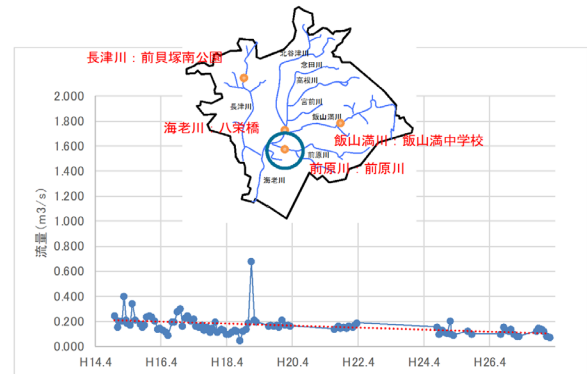 北谷津川
長津川：前貝塚南公園
念田川
高根川
宮前川
長津川
飯山満川
海老川：八栄橋
飯山満川：飯山満中学校
前原川
前原川：前原川
海老川
流量(m3/s)
2.000
1.800
1.600
1.400
1.200
1.000
0.800
0.600
0.400
0.200
0.000
H14.4
H16.4
H18.4
H20.4
H22.4
H24.4
H26.4